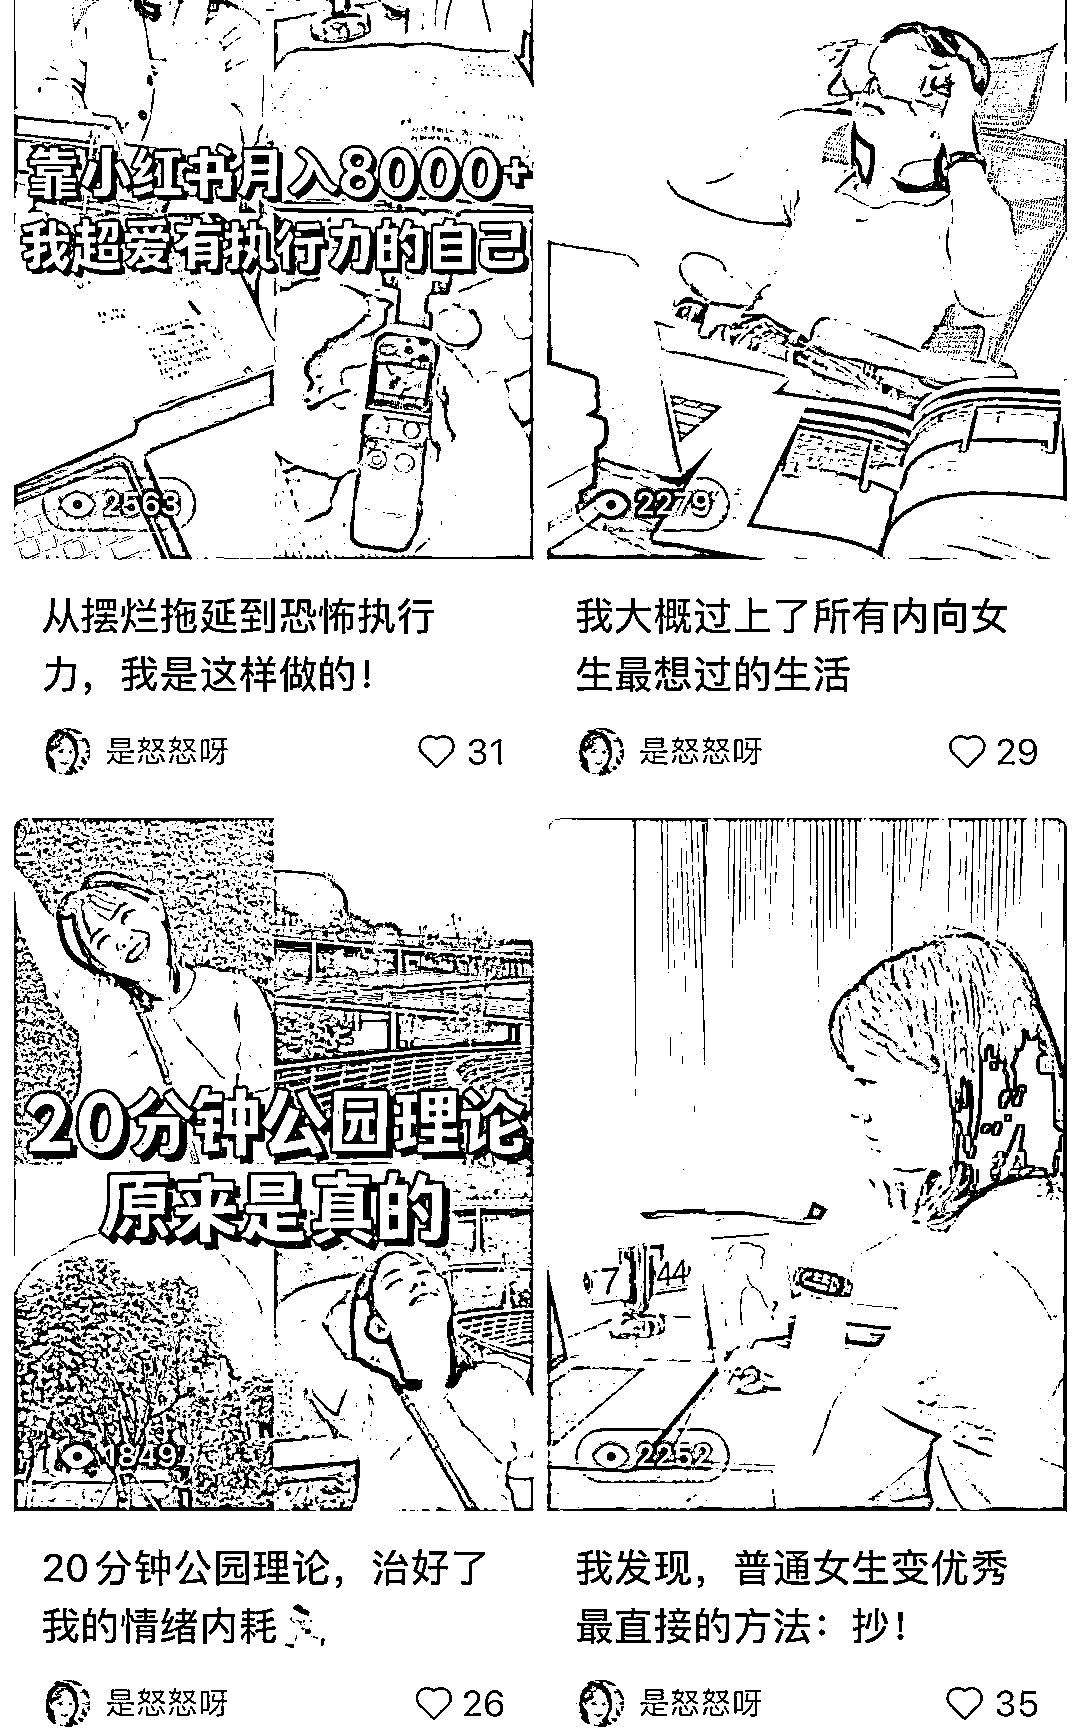 靠小红书月入8000+
我超爱有执行力的自己
2563
从摆烂拖延到恐怖执行
力，我是这样做的！
是怒怒呀
31
2279
我大概过上了所有内向女
生最想过的生活
是怒怒呀
29
20分钟公园理论
原来是真的
1849
20分钟公园理论，治好了
我的情绪内耗
是怒怒呀
26
7 44
2252
我发现，普通女生变优秀
最直接的方法：抄！
是怒怒呀
35